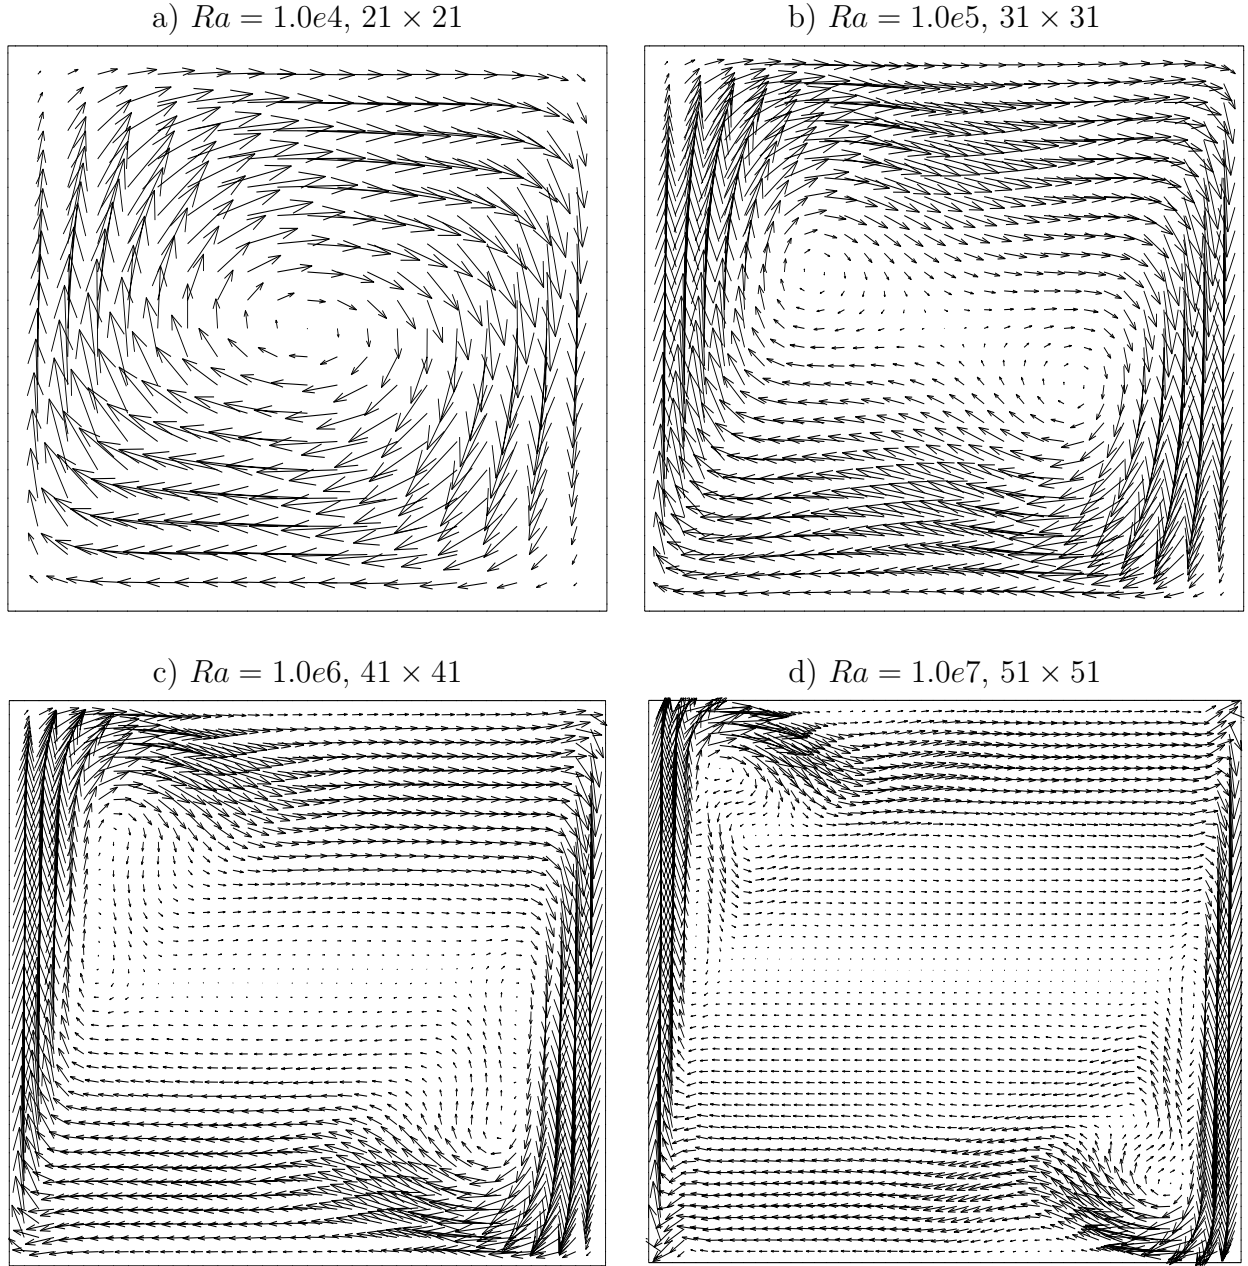 a) Ra = 1.0e4, 21 × 21
b) Ra = 1.0e5, 31 × 31
c) Ra = 1.0e6, 41 × 41
d) Ra = 1.0e7, 51 × 51